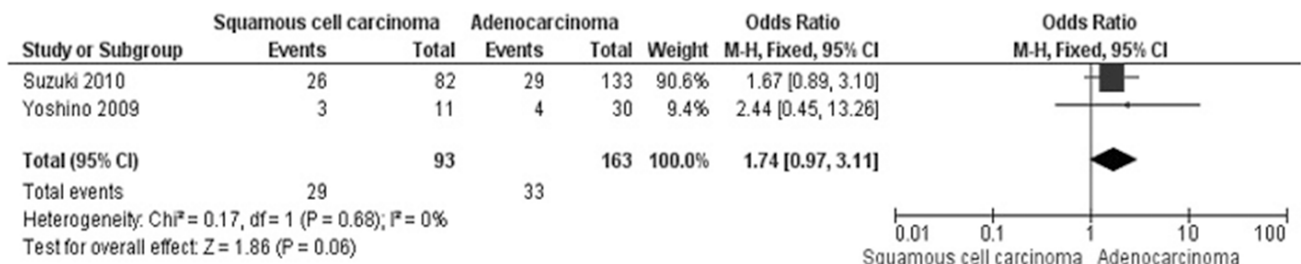 Squamous cell carcinoma Adenocarcinoma Odds Ratio Odds Ratio
Study or Subgroup Events Total Events Total Weight M-H, Fixed, 95% CI M-H, Fixed, 95% CI
Suzuki 2010 26 82 29 133 90.6% 1.67 [0.89, 3.10]
Yoshino 2009 3 11 4 30 9.4% 2.44 [0.45, 13.26]
Total (95% CI) 93 163 100.0% 1.74 [0.97, 3.11]
Total events 29 33
Heterogeneity: Chi² = 0.17, df = 1 (P = 0.68); I² = 0%
Test for overall effect: Z = 1.86 (P = 0.06)
0.01 0.1 1 10 100
Squamous cell carcinoma Adenocarcinoma